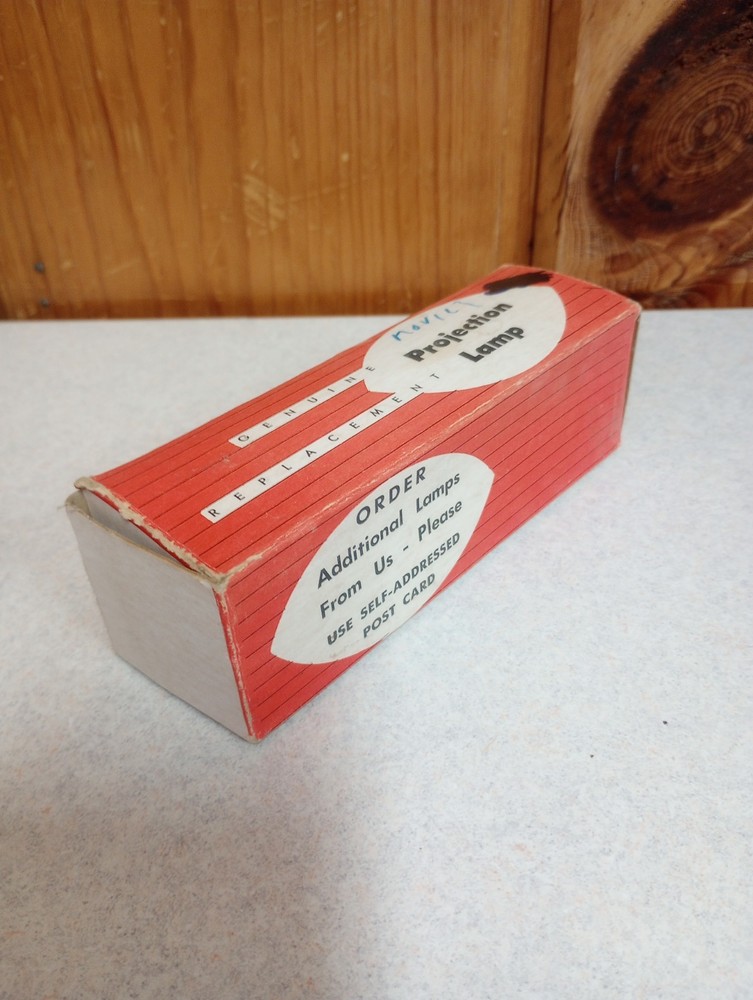 movie
Projection
Lamp
GENUINE
REPLACEMENT
ORDER
Additional Lamps
From Us - Please
USE SELF-ADDRESSED
POST CARD